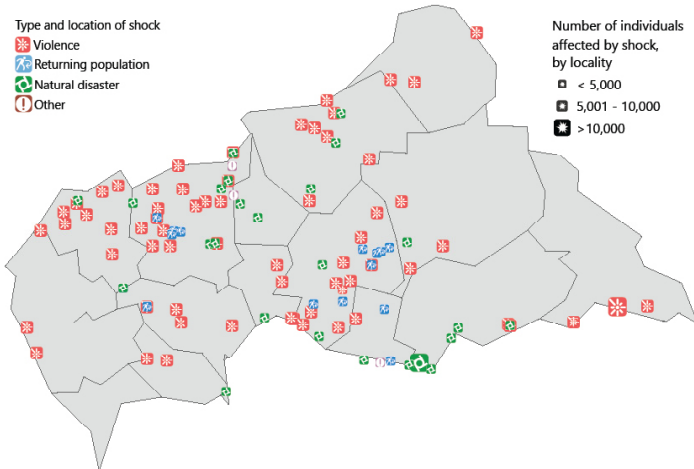 Type and location of shock
Violence
Returning population
Natural disaster
Other
Number of individuals
affected by shock,
by locality
< 5,000
5,001 - 10,000
>10,000